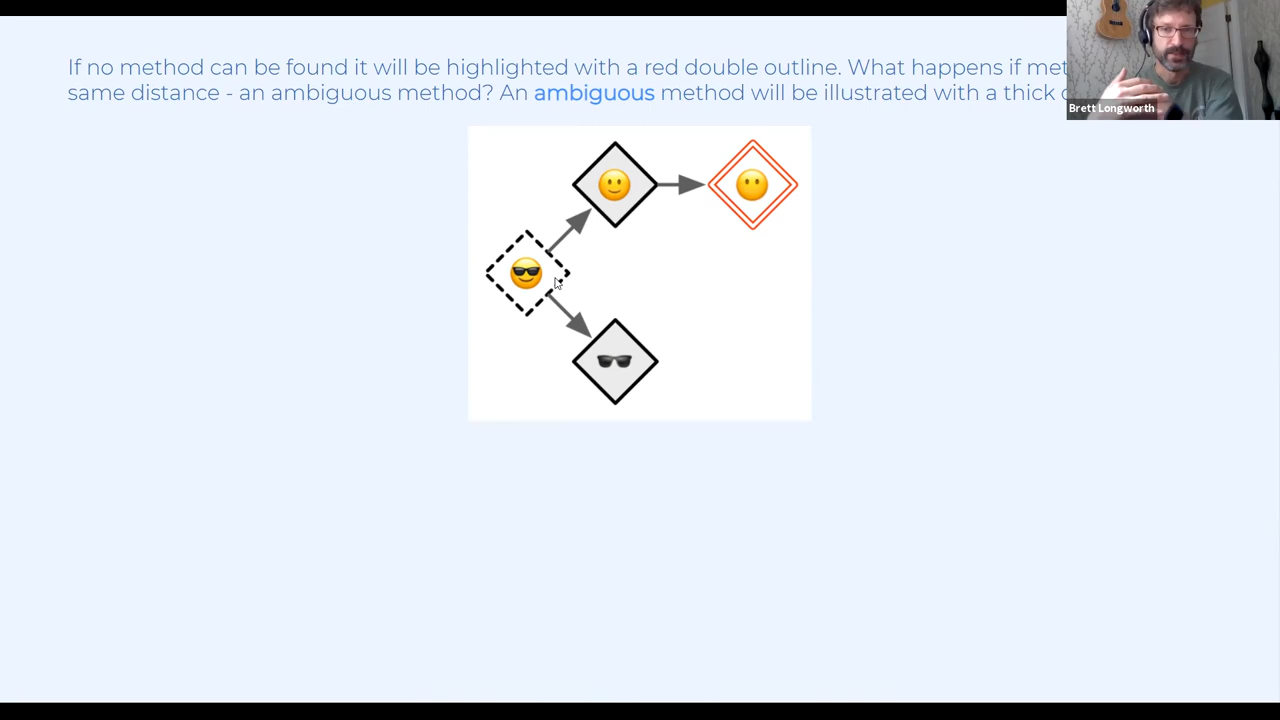 If no method can be found it will be highlighted with a red double outline. What happens if
same distance - an ambiguous method? An ambiguous method will be illustrated with a thick
Brett Longworth